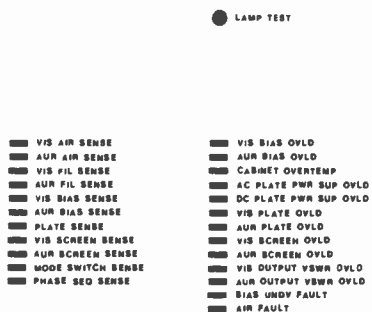 LAMP TEST
VIS AIR SENSE
AUR AIR SENSE
VIS FIL SENSE
AUR FIL SENSE
VIS BIAS SENSE
AUR BIAS SENSE
PLATE SENSE
VIS SCREEN SENSE
AUR SCREEN SENSE
MODE SWITCH SENSE
PHASE SEQ SENSE
VIS BIAS OVLD
AUR BIAS OVLD
CABINET OVERTEMP
AC PLATE PWR SUP OVLD
DC PLATE PWR SUP OVLD
VIS PLATE OVLD
AUR PLATE OVLD
VIS SCREEN OVLD
AUR SCREEN OVLD
VIS OUTPUT VSWR OVLD
AUR OUTPUT VSWR OVLD
BIAS UNDV FAULT
AIR FAULT